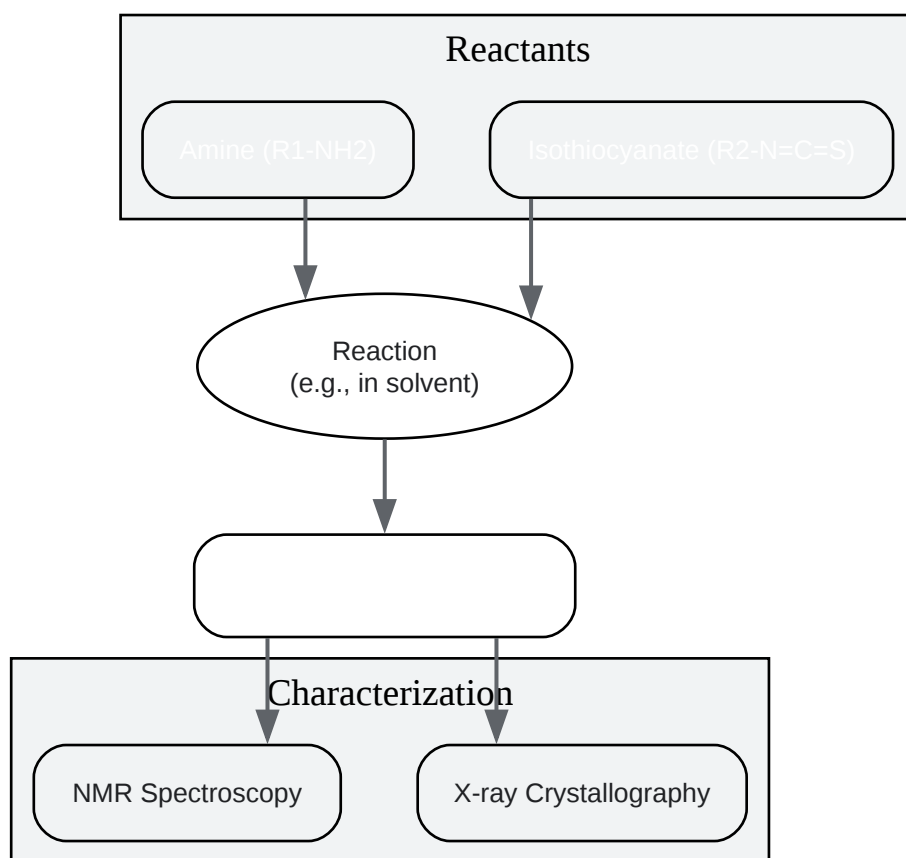 Reactants
Amine (R1-NH2)
Isothiocyanate (R2-N=C=S)
Reaction
(e.g., in solvent)
Characterization
NMR Spectroscopy
X-ray Crystallography